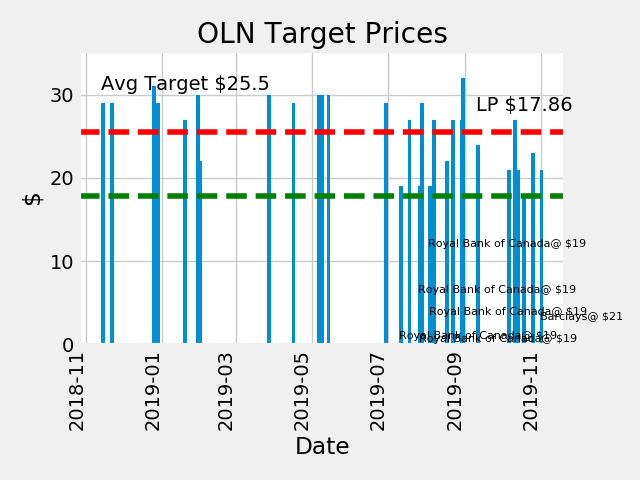 OLN Target Prices
Avg Target $25.5
LP $17.86
$
30
20
10
0
Royal Bank of Canada@ $19
Royal Bank of Canada@ $19
Royal Bank of Canada@ $19
Barclays@ $21
Royal Bank of Canada@ $19
Royal Bank of Canada@ $19
2018-11
2019-01
2019-03
2019-05
2019-07
2019-09
2019-11
Date